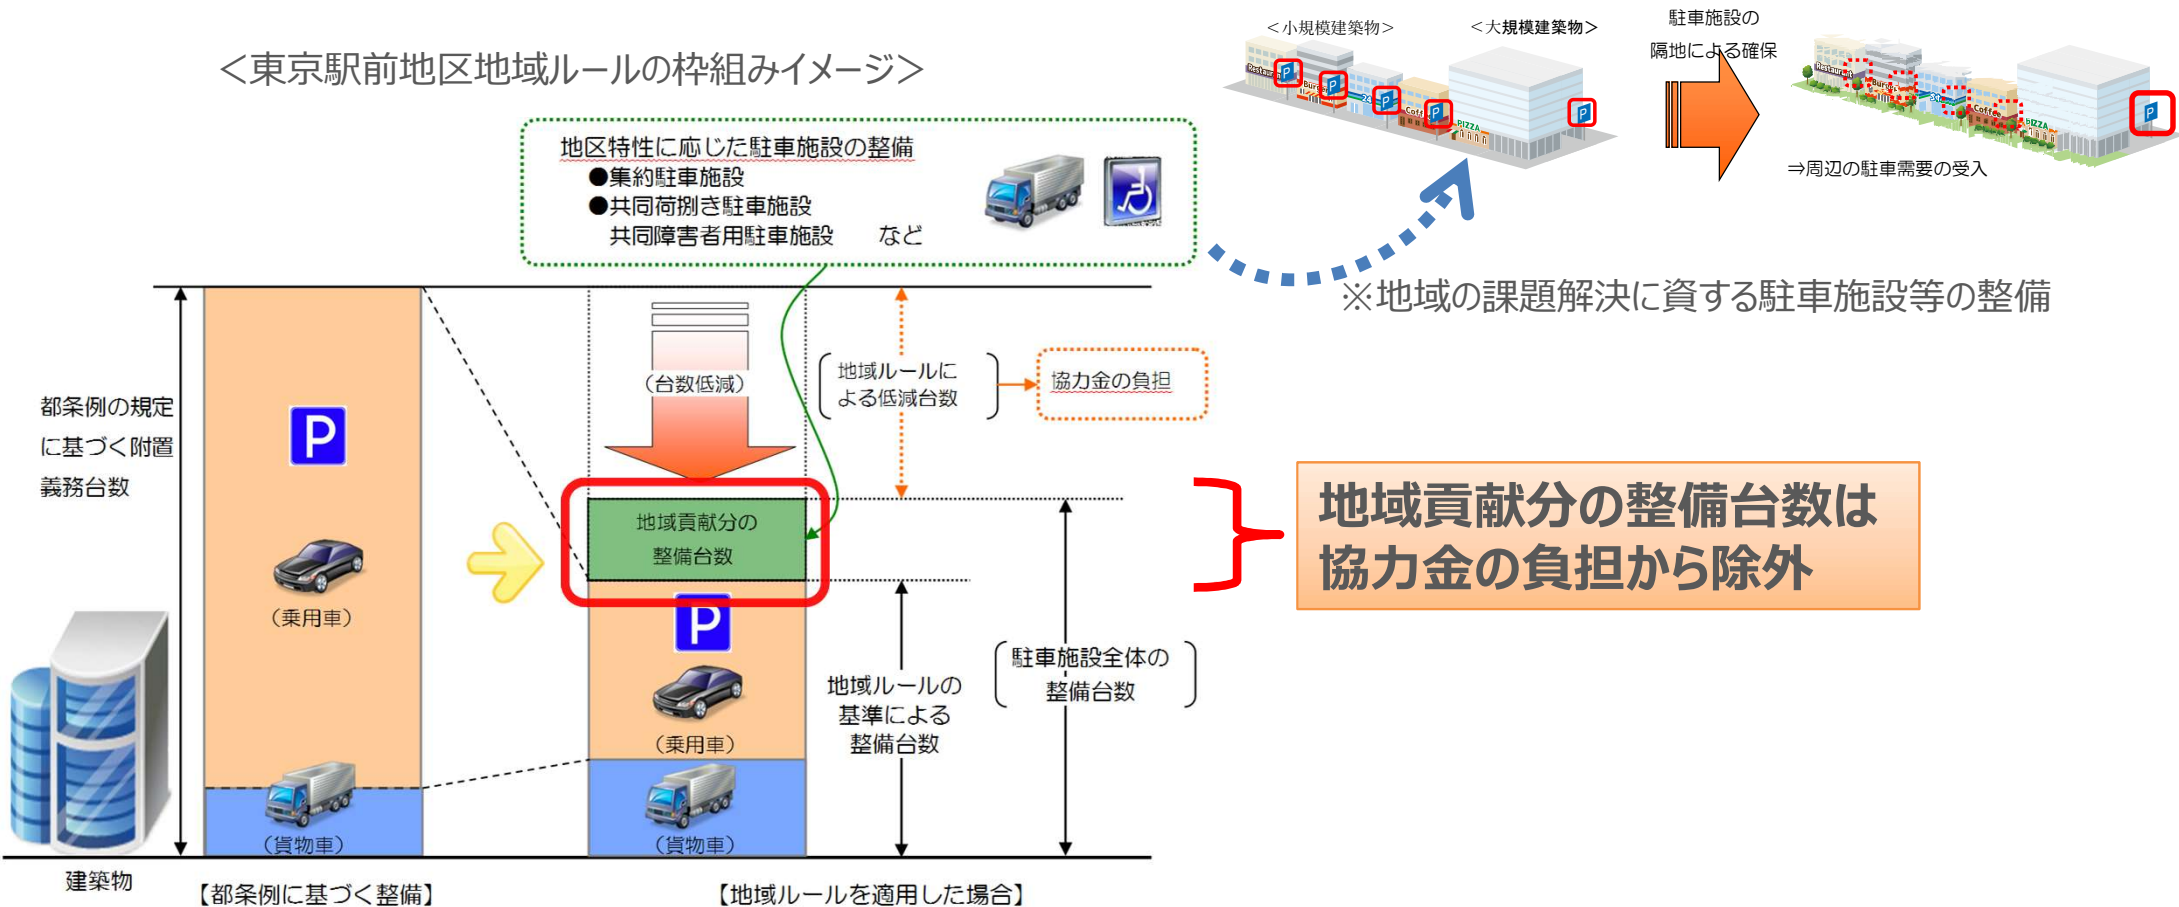 ＜東京駅前地区地域ルールの枠組みイメージ＞
＜小規模建築物＞
＜大規模建築物＞
駐車施設の
隔地による確保
⇒周辺の駐車需要の受入
地区特性に応じた駐車施設の整備
●集約駐車施設
●共同荷捌き駐車施設
共同障害者用駐車施設　など
※地域の課題解決に資する駐車施設等の整備
都条例の規定
に基づく附置
義務台数
P
（乗用車）
（貨物車）
建築物
【都条例に基づく整備】
（台数低減）
地域ルールに
よる低減台数
協力金の負担
地域貢献分の
整備台数
P
（乗用車）
（貨物車）
地域ルールの
基準による
整備台数
駐車施設全体の
整備台数
【地域ルールを適用した場合】
地域貢献分の整備台数は
協力金の負担から除外
Restaurant
P
Burger
P
24
P
Coffee
P
PIZZA
P
Restaurant
Burger
Coffee
PIZZA
P